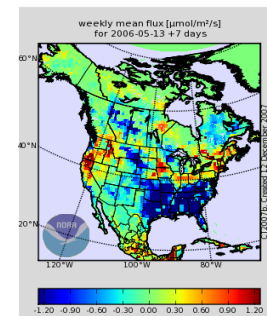 weekly mean flux [µmol/m²/s]
for 2006-05-13 +7 days
60°N
40°N
20°N
120°W 100°W 80°W
NOAA
-1.20 -0.90 -0.60 -0.30 0.00 0.30 0.60 0.90 1.20